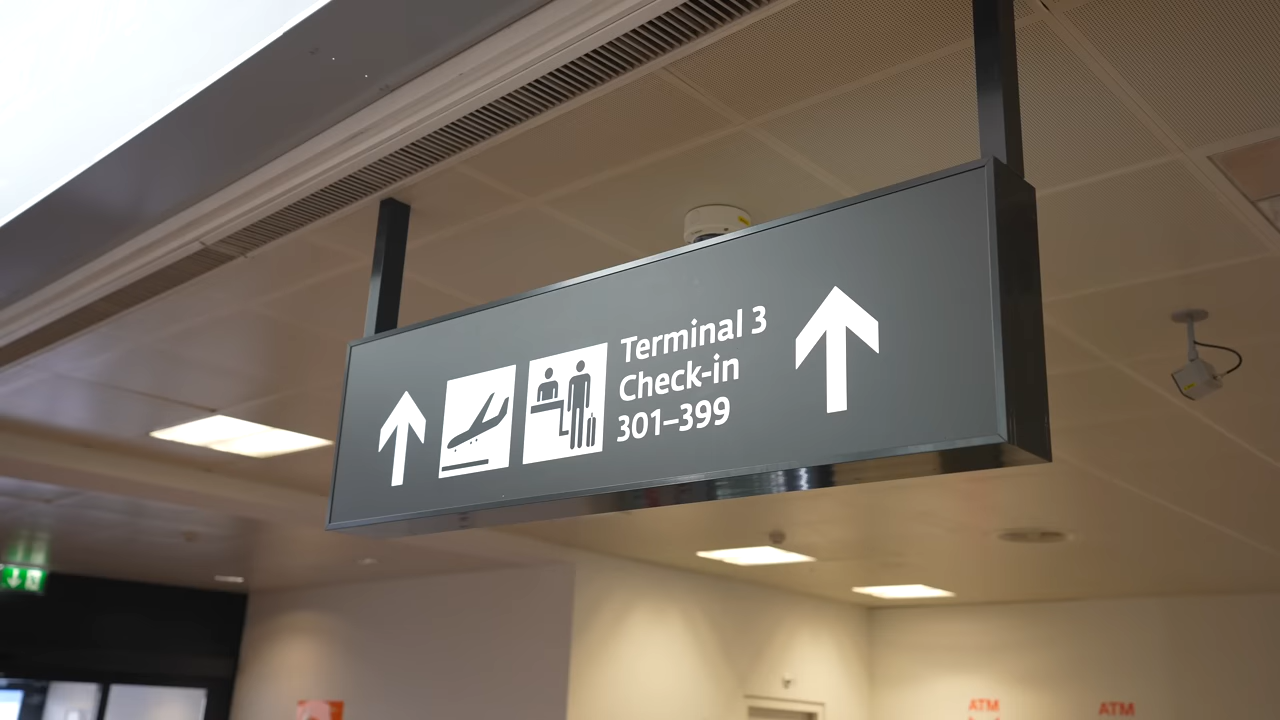 Terminal 3
Check-in
301–399
ATM
ATM